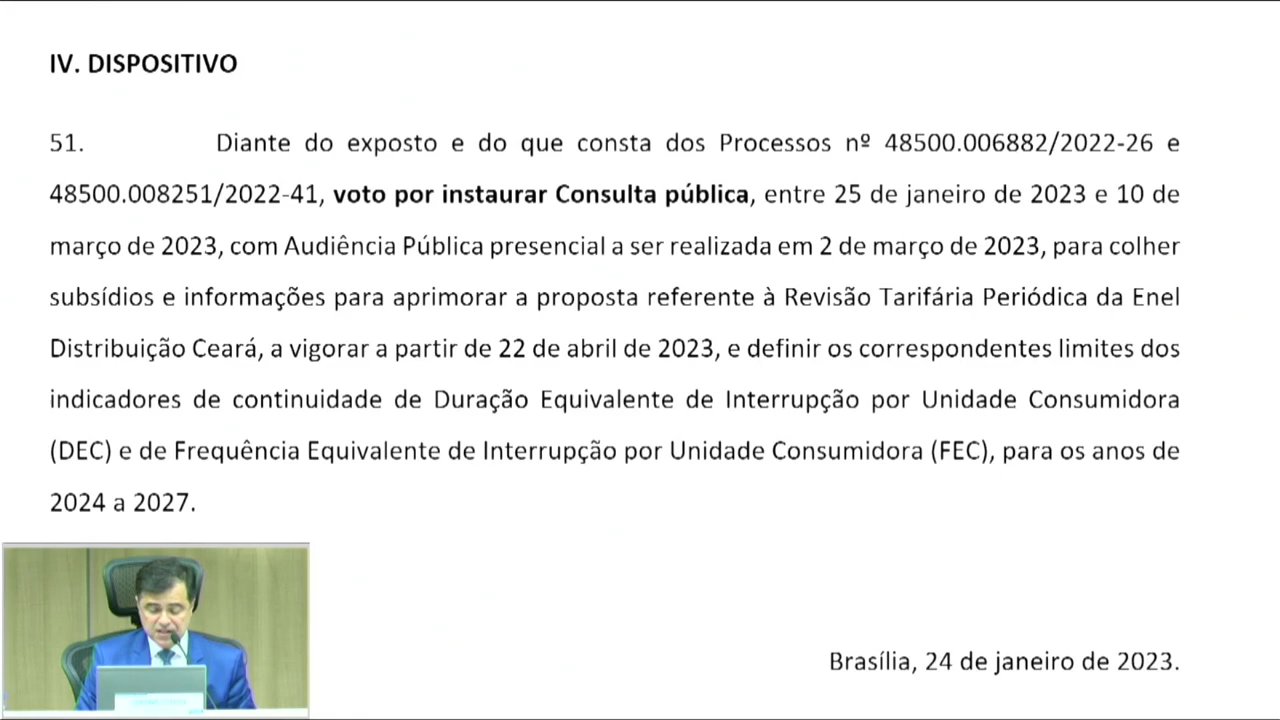 IV. DISPOSITIVO
51. Diante do exposto e do que consta dos Processos nº 48500.006882/2022-26 e
48500.008251/2022-41, voto por instaurar Consulta pública, entre 25 de janeiro de 2023 e 10 de
março de 2023, com Audiência Pública presencial a ser realizada em 2 de março de 2023, para colher
subsídios e informações para aprimorar a proposta referente à Revisão Tarifária Periódica da Enel
Distribuição Ceará, a vigorar a partir de 22 de abril de 2023, e definir os correspondentes limites dos
indicadores de continuidade de Duração Equivalente de Interrupção por Unidade Consumidora
(DEC) e de Frequência Equivalente de Interrupção por Unidade Consumidora (FEC), para os anos de
2024 a 2027.
Brasília, 24 de janeiro de 2023.